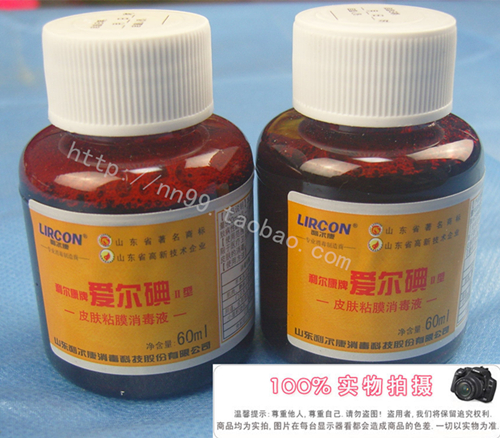 http://nn99.taobao.com
LIRCON®
利尔康
山东省著名商标
山东省高新技术企业
利尔康牌 爱尔碘 II型
皮肤粘膜消毒液
净含量 60ml
山东利尔康消毒科技股份有限公司
LIRCON®
利尔康
山东省著名商标
山东省高新技术企业
利尔康牌 爱尔碘 II型
皮肤粘膜消毒液
净含量: 60ml
山东利尔康消毒科技股份有限公司
100% 实物拍摄
温馨提示:尊重他人,尊重自己.请勿盗图! 盗用者,我们将保留追究权利.
商品均为实拍, 图片在每台显示器看都会造成商品的色差. 一切以实物为准.